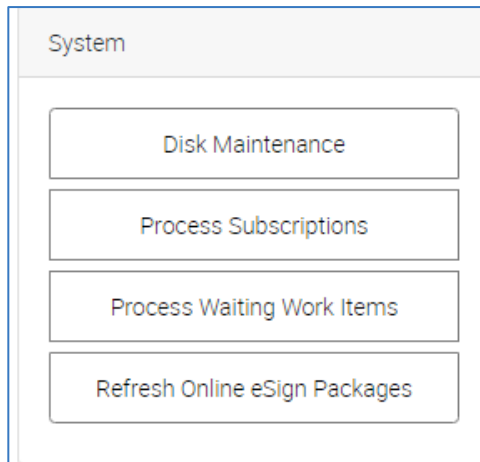 System
Disk Maintenance
Process Subscriptions
Process Waiting Work Items
Refresh Online eSign Packages